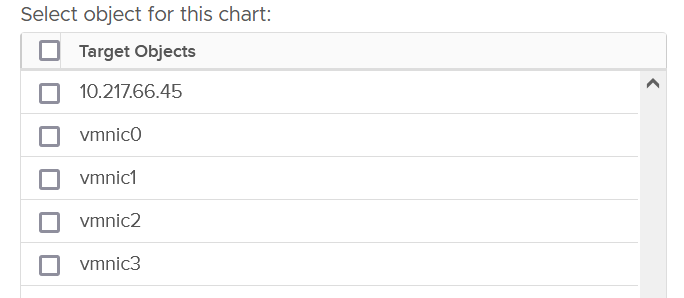 Select object for this chart:
Target Objects
10.217.66.45
vmnic0
vmnic1
vmnic2
vmnic3